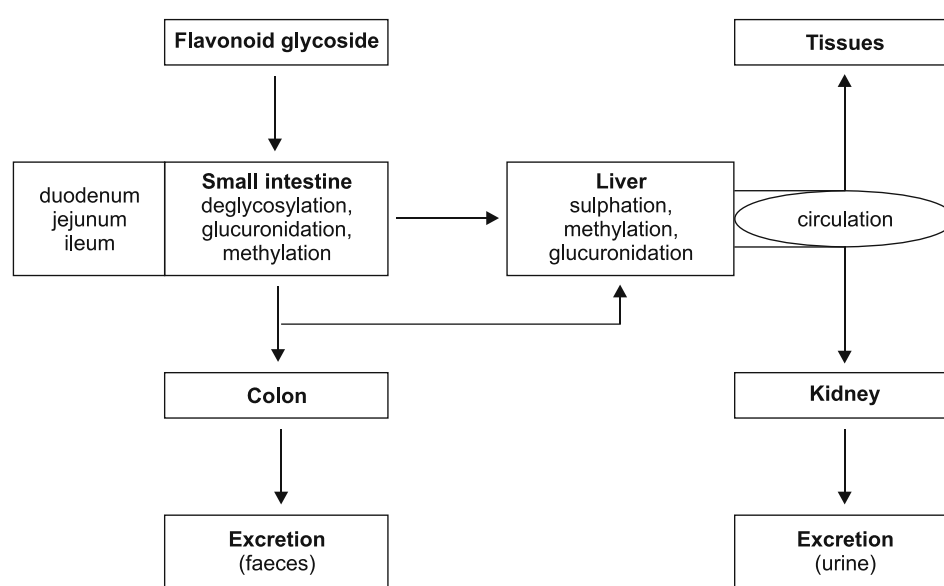 Flavonoid glycoside
Tissues
duodenum
jejunum
ileum
Small intestine
deglycosylation,
glucuronidation,
methylation
Liver
sulphation,
methylation,
glucuronidation
circulation
Colon
Kidney
Excretion
(faeces)
Excretion
(urine)